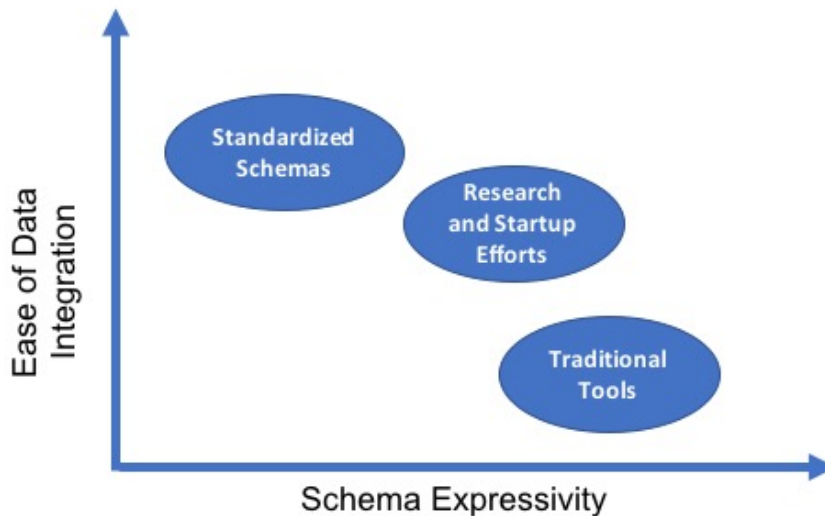 Standardized
Schemas
Research
and Startup
Efforts
Traditional
Tools
Ease of Data
Integration
Schema Expressivity